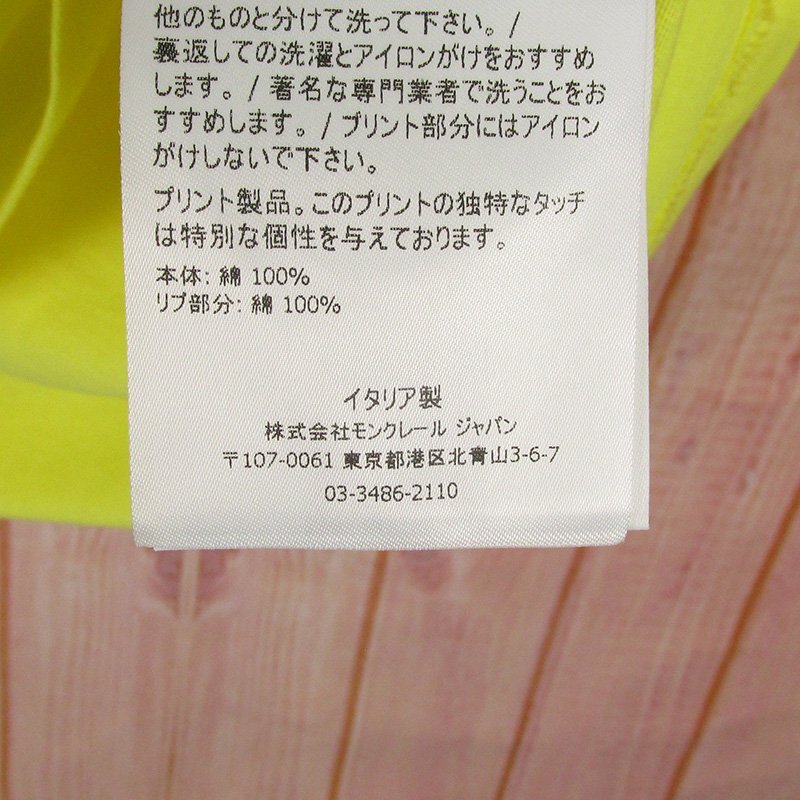 他のものと分けて洗って下さい。/
裏返しての洗濯とアイロンがけをおすすめ
します。/ 著名な専門業者で洗うことをお
すすめします。/ プリント部分にはアイロン
がけしないで下さい。
プリント製品。このプリントの独特なタッチ
は特別な個性を与えております。
本体: 綿 100%
リブ部分: 綿 100%
イタリア製
株式会社モンクレール ジャパン
〒107-0061 東京都港区北青山3-6-7
03-3486-2110